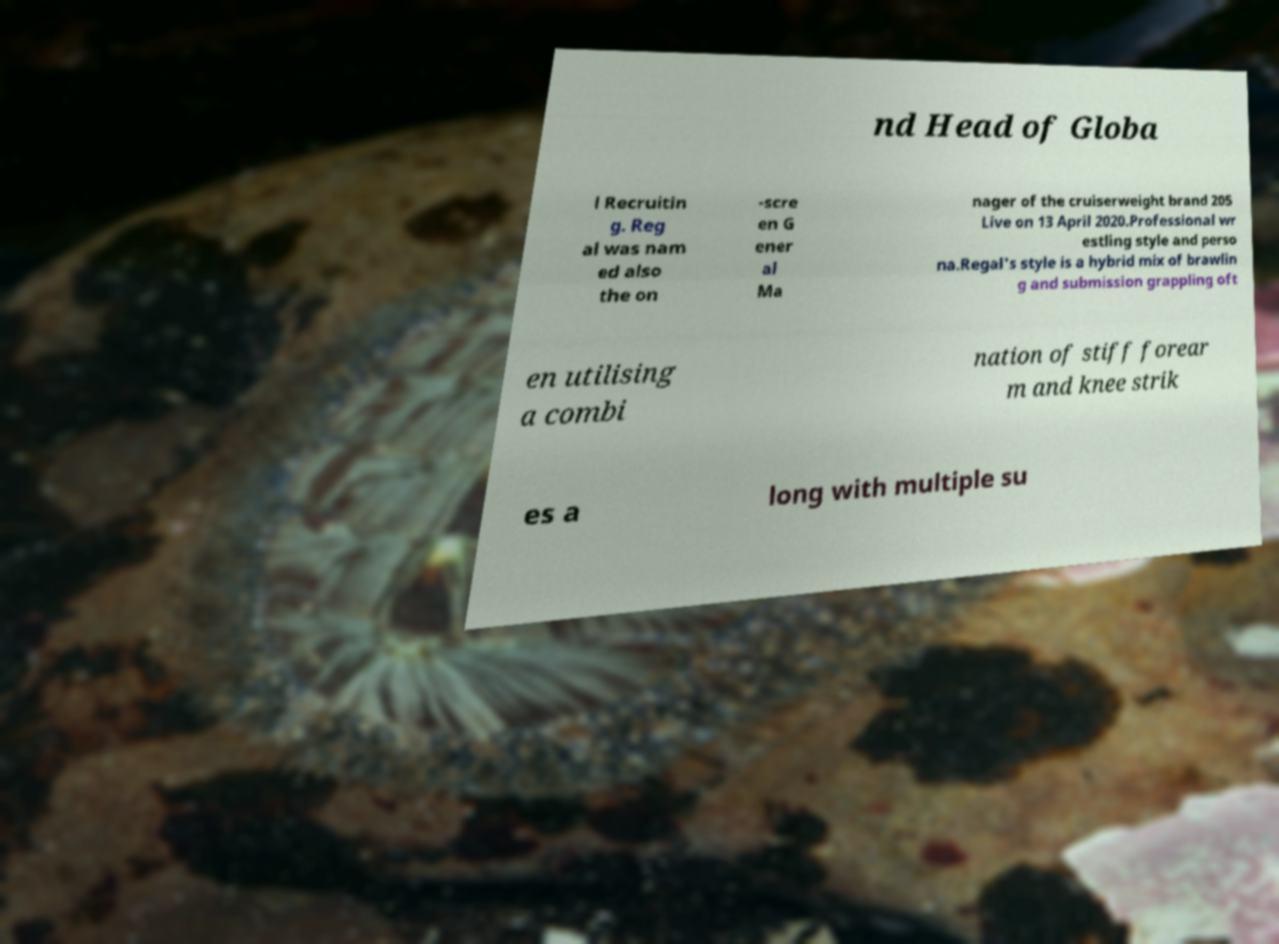 nd Head of Globa
l Recruitin
g. Reg
al was nam
ed also
the on
-scre
en G
ener
al
Ma
nager of the cruiserweight brand 205
Live on 13 April 2020.Professional wr
estling style and perso
na.Regal's style is a hybrid mix of brawlin
g and submission grappling oft
en utilising
a combi
nation of stiff forear
m and knee strik
es a
long with multiple su